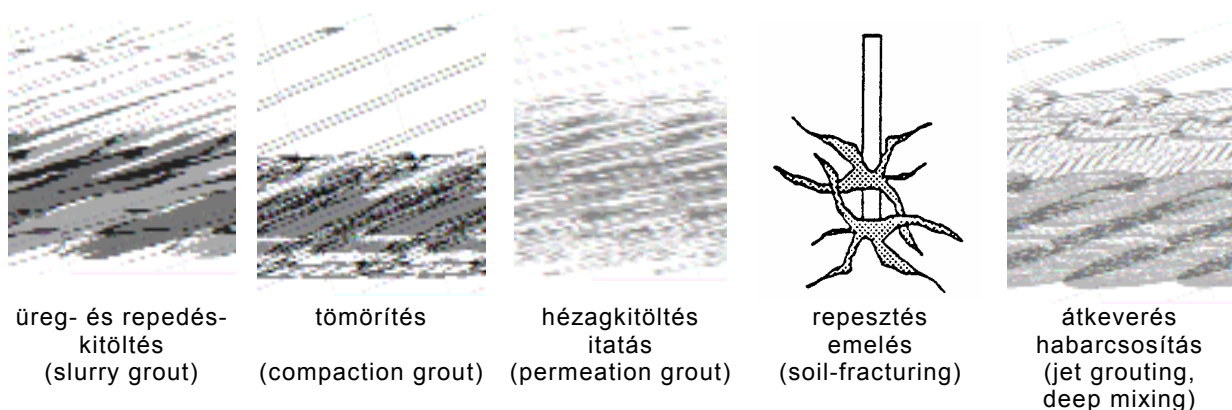 üreg- és repedés-
kitöltés
(slurry grout)
tömörítés
(compaction grout)
hézagkitöltés
itatás
(permeation grout)
repesztés
emelés
(soil-fracturing)
átkeverés
habarcsosítás
(jet grouting,
deep mixing)